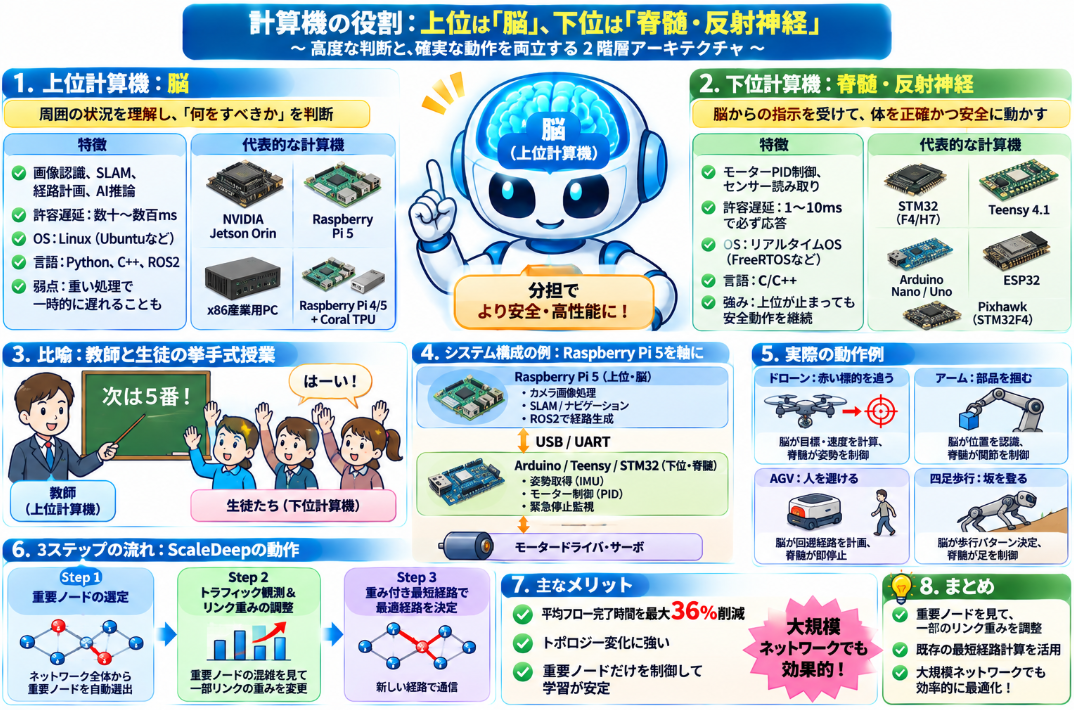 計算機の役割：上位は「脳」、下位は「脊髄・反射神経」
～ 高度な判断と、確実な動作を両立する 2 階層アーキテクチャ ～
1. 上位計算機：脳
周囲の状況を理解し、「何をすべきか」を判断
特徴
画像認識、SLAM、
経路計画、AI推論
許容遅延：数十～数百ms
OS：Linux（Ubuntuなど）
言語：Python、C++、ROS2
弱点：重い処理で
一時的に遅れることも
代表的な計算機
NVIDIA
Jetson Orin
Raspberry
Pi 5
x86産業用PC
Raspberry Pi 4/5
+ Coral TPU
脳
（上位計算機）
分担で
より安全・高性能に！
2. 下位計算機：脊髄・反射神経
脳からの指示を受けて、体を正確かつ安全に動かす
特徴
モーターPID制御、
センサー読み取り
許容遅延：1～10ms
で必ず応答
OS：リアルタイムOS
（FreeRTOSなど）
言語：C/C++
強み：上位が止まっても
安全動作を継続
代表的な計算機
STM32
（F4/H7）
Teensy 4.1
Arduino
Nano / Uno
ESP32
Pixhawk
（STM32F4）
3. 比喩：教師と生徒の挙手式授業
次は5番！
はーい！
教師
（上位計算機）
生徒たち（下位計算機）
4. システム構成の例：Raspberry Pi 5を軸に
Raspberry Pi 5（上位・脳）
・カメラ画像処理
・SLAM / ナビゲーション
・ROS2で経路生成
USB / UART
Arduino / Teensy / STM32（下位・脊髄）
・姿勢取得（IMU）
・モーター制御（PID）
・緊急停止監視
モータードライバ・サーボ
5. 実際の動作例
ドローン：赤い標的を追う
脳が目標・速度を計算、
脊髄が姿勢を制御
アーム：部品を掴む
脳が位置を認識、
脊髄が関節を制御
AGV：人を避ける
脳が回避経路を計画、
脊髄が即停止
四足歩行：坂を登る
脳が歩行パターン決定、
脊髄が足を制御
6. 3ステップの流れ：ScaleDeepの動作
Step 1
重要ノードの選定
ネットワーク全体から
重要ノードを自動選出
Step 2
トラフィック観測＆
リンク重みの調整
重要ノードの混雑を見て
一部リンクの重みを変更
Step 3
重み付き最短経路で
最適経路を決定
新しい経路で通信
7. 主なメリット
平均フロー完了時間を最大36%削減
トポロジー変化に強い
重要ノードだけを制御して
学習が安定
大規模
ネットワークでも
効果的！
8. まとめ
重要ノードを見て、
一部のリンク重みを調整
既存の最短経路計算を活用
大規模ネットワークでも
効率的に最適化！